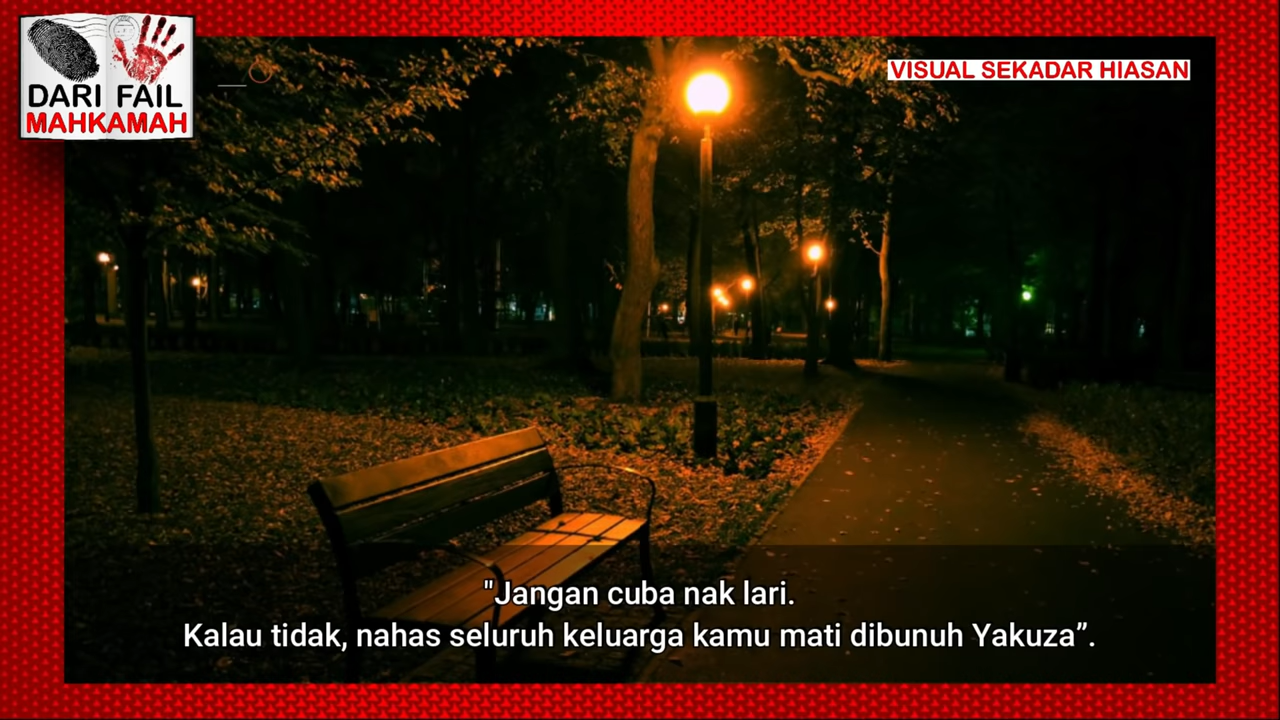 DARI FAIL
MAHKAMAH
VISUAL SEKADAR HIASAN
"Jangan cuba nak lari.
Kalau tidak, nahas seluruh keluarga kamu mati dibunuh Yakuza”.